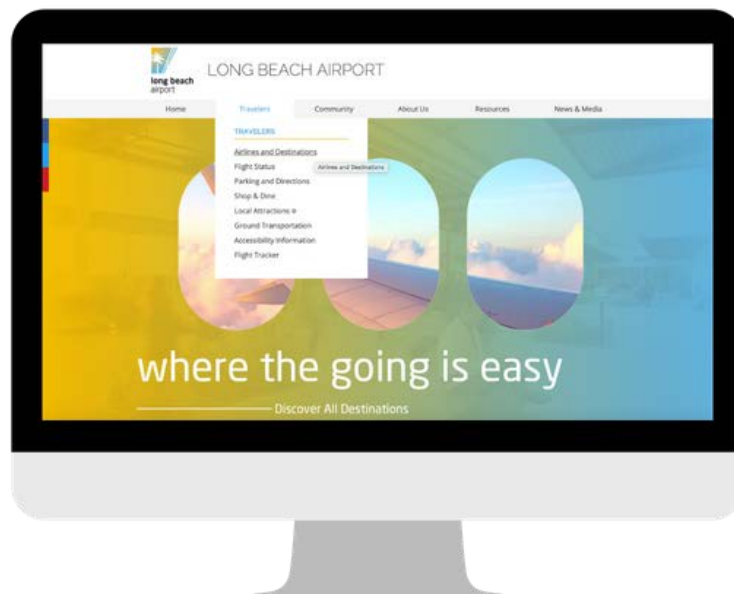 long beach
airport
LONG BEACH AIRPORT
Home Travelers Community About Us Resources News & Media
TRAVELERS
Airlines and Destinations
Flight Status
Airlines and Destinations
Parking and Directions
Shop & Dine
Local Attractions
Ground Transportation
Accessibility Information
Flight Tracker
where the going is easy
Discover All Destinations